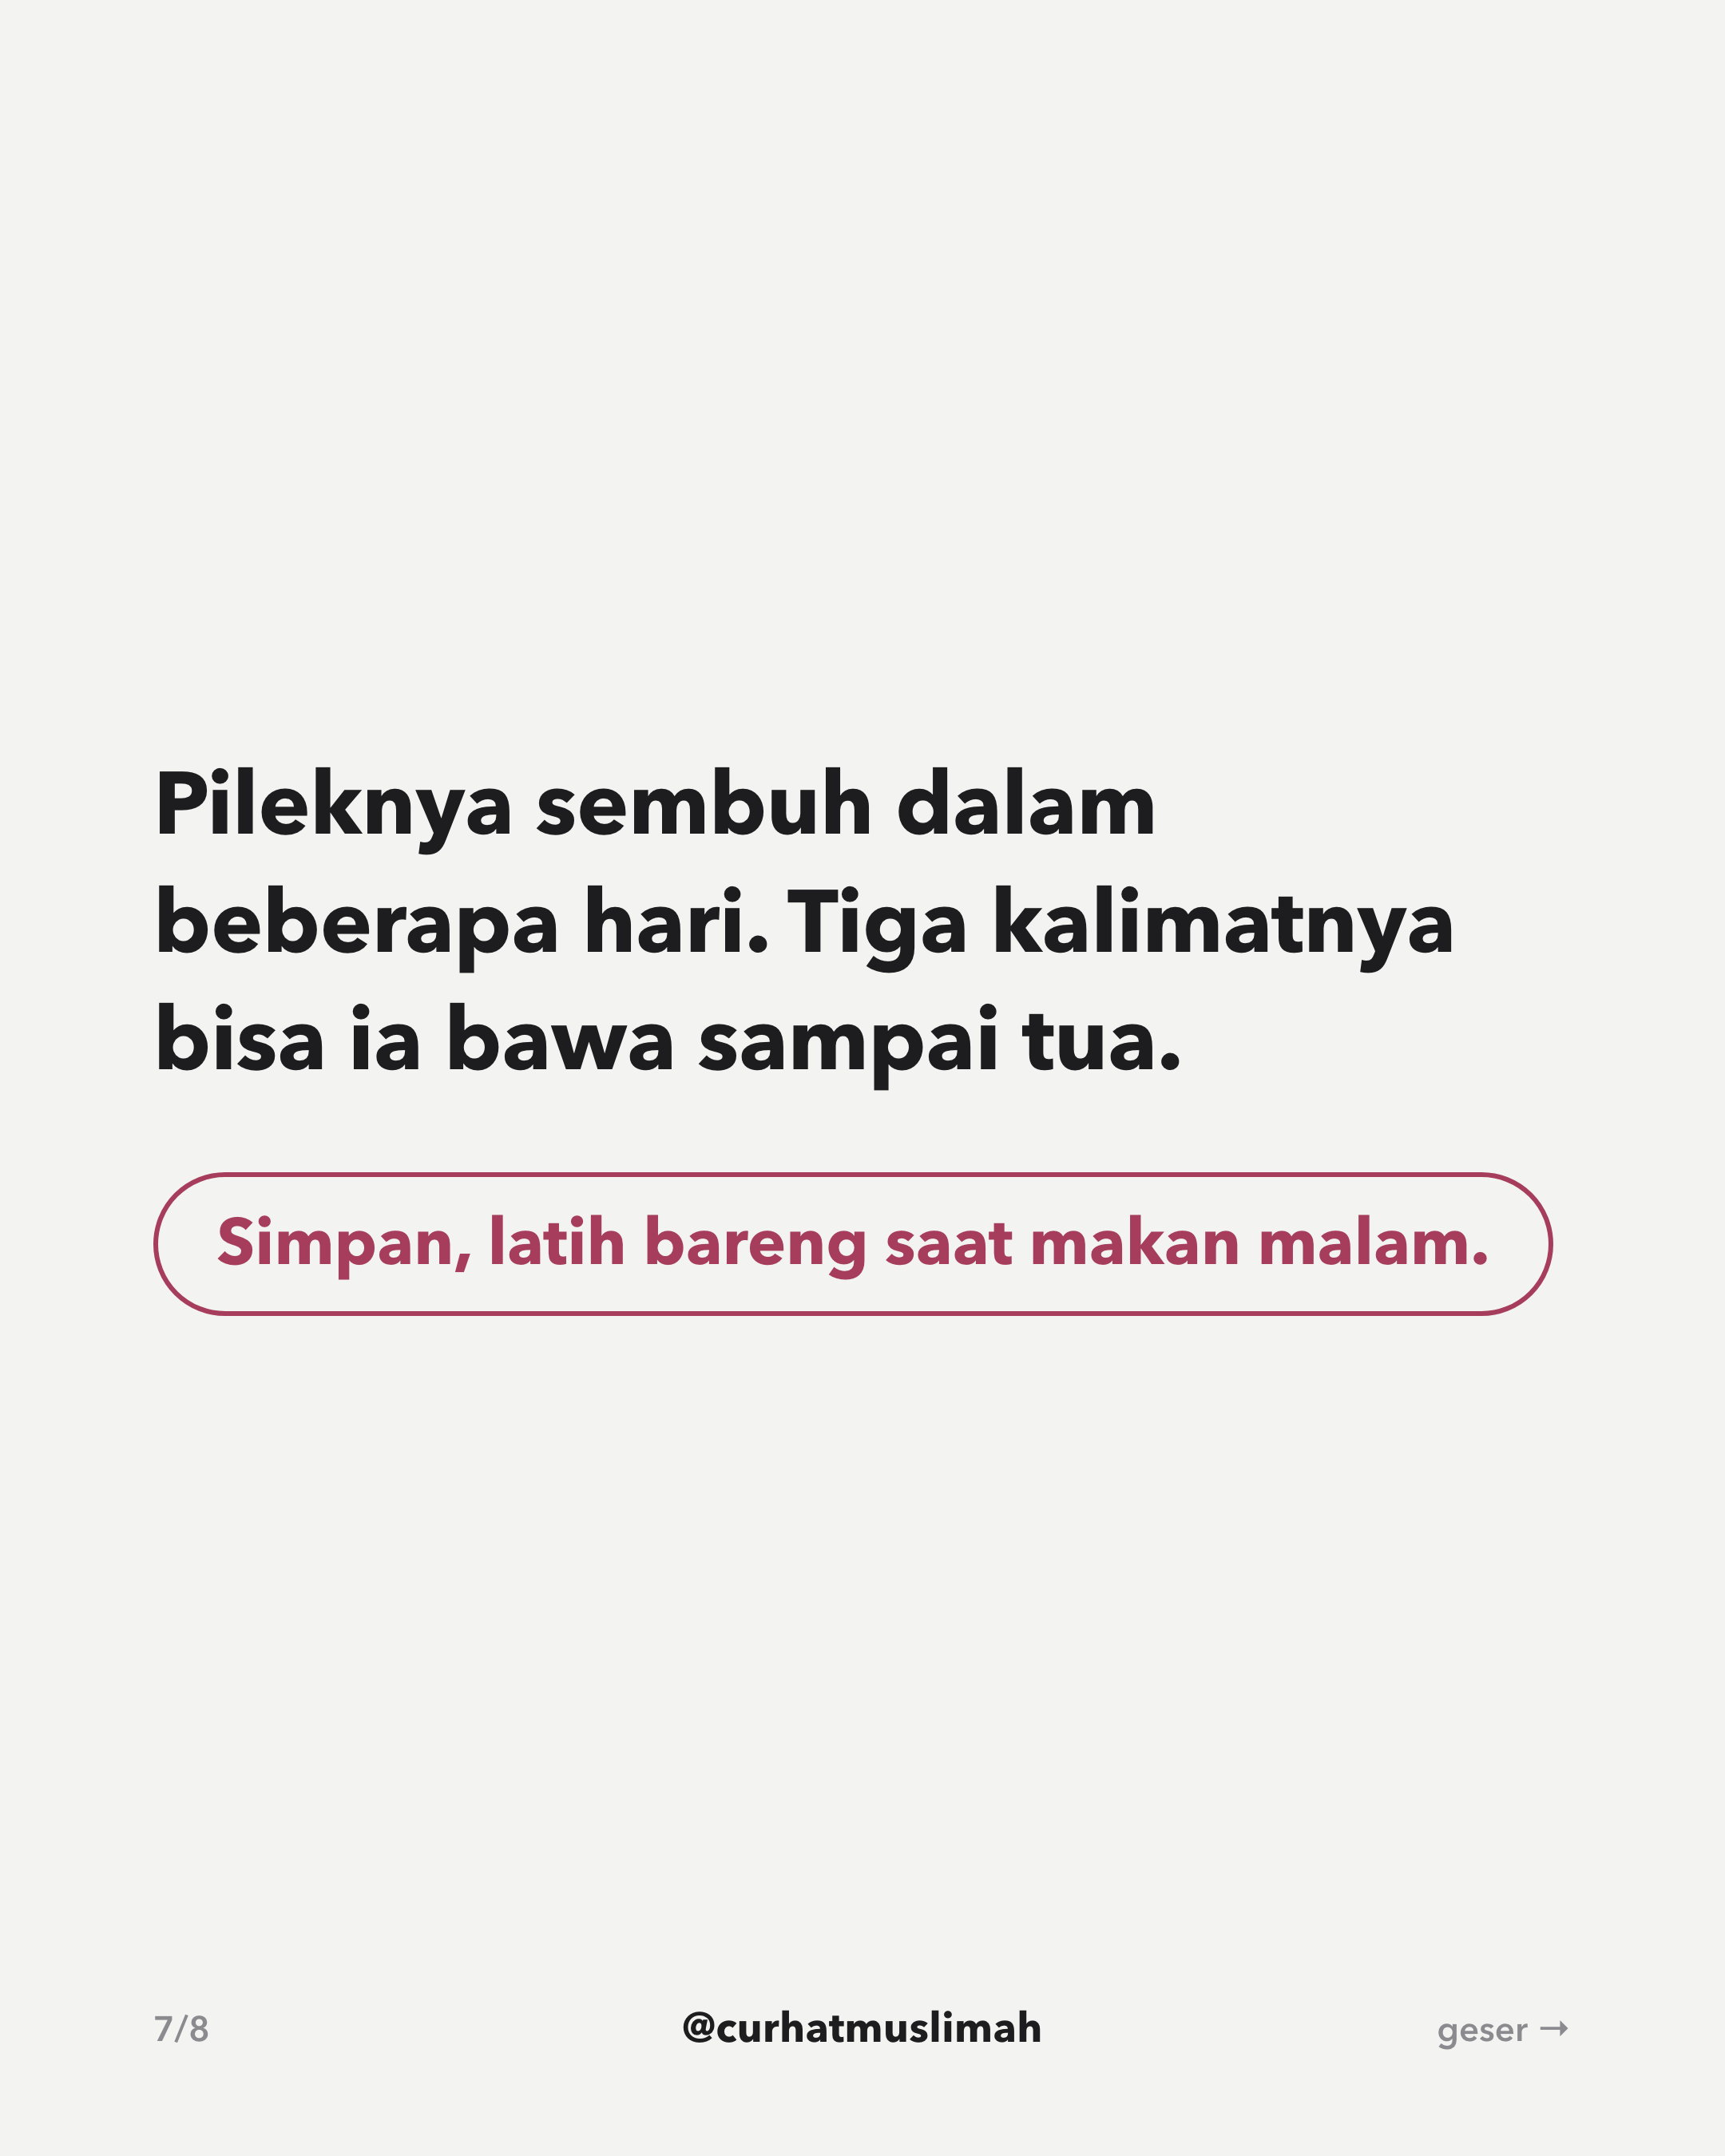 Pileknya sembuh dalam
beberapa hari. Tiga kalimatnya
bisa ia bawa sampai tua.
Simpan, latih bareng saat makan malam.
7/8
@curhatmuslimah
geser →